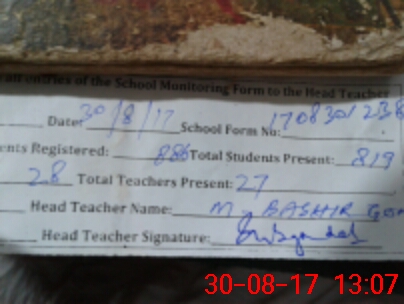 of the School Munitoring Form to the Head Teacher
Date: 30/8/17 School Form No: 1708301238
ents Registered: 886 Total Students Present: 819
28 Total Teachers Present: 27
Head Teacher Name: M BASHIR
Head Teacher Signature:
30-08-17 13:07